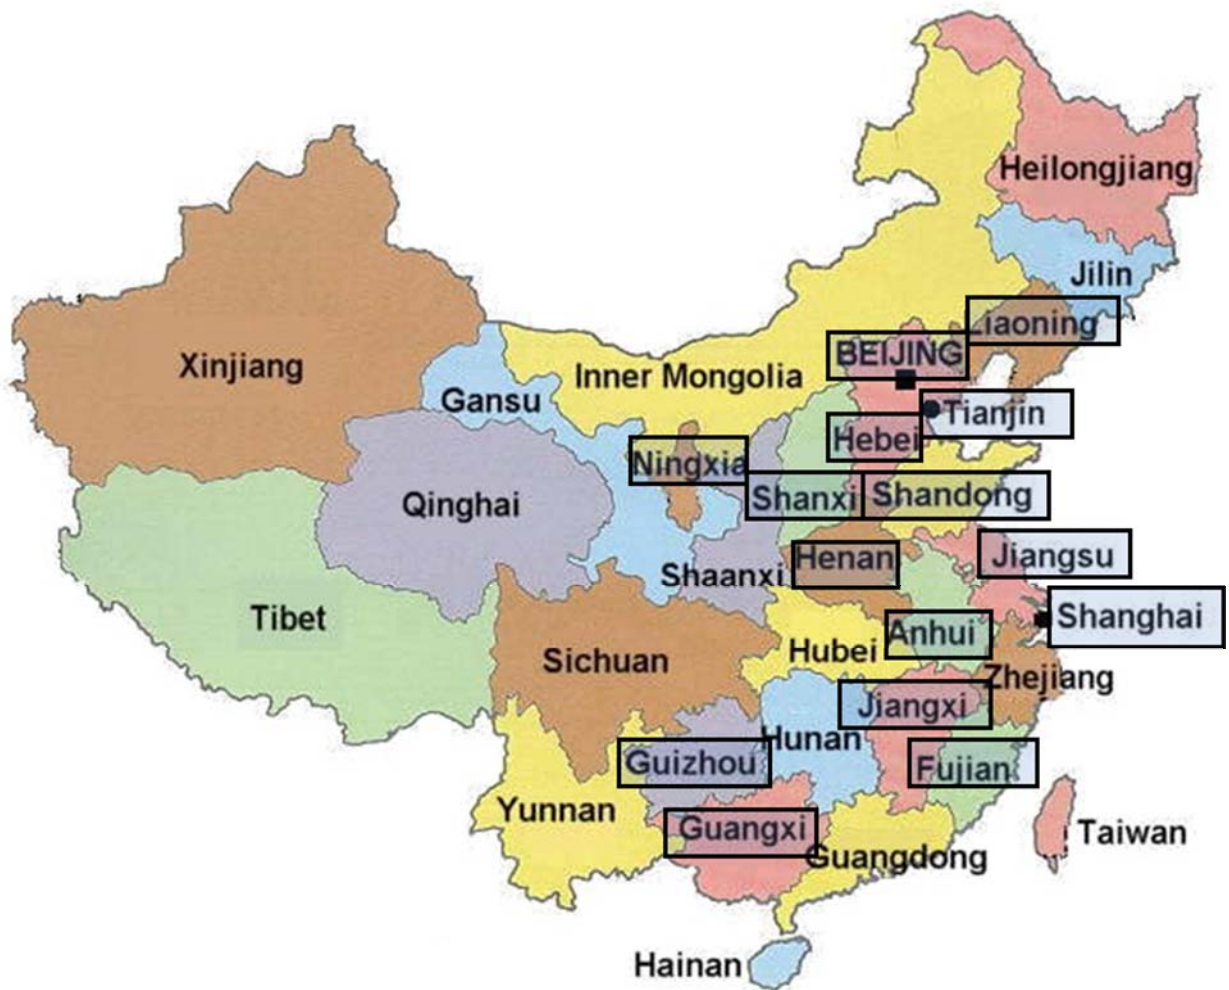 Heilongjiang
Jilin
Liaoning
BEIJING
Xinjiang
Inner Mongolia
Gansu
Tianjin
Hebei
Ningxia
Qinghai
Shanxi
Shandong
Jiangsu
Henan
Shaanxi
Shanghai
Tibet
Anhui
Hubei
Sichuan
Zhejiang
Jiangxi
Hunan
Guizhou
Fujian
Yunnan
Guangxi
Taiwan
Guangdong
Hainan